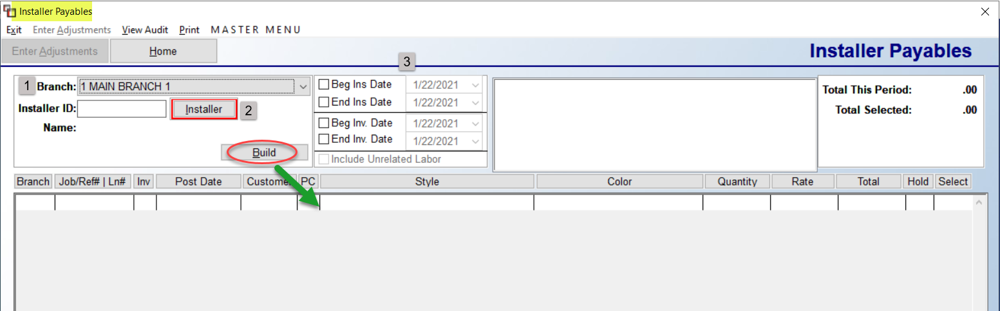 Installer Payables
Exit Enter Adjustments View Audit Print MASTER MENU
Enter Adjustments Home Installer Payables
3
1 Branch: 1 MAIN BRANCH 1 Beg Ins Date 1/22/2021 Total This Period: .00
Installer ID: Installer 2 End Ins Date 1/22/2021 Total Selected: .00
Name: Beg Inv. Date 1/22/2021
End Inv. Date 1/22/2021
Build Include Unrelated Labor
Branch Job/Ref# | Ln# Inv Post Date Customer PC Style Color Quantity Rate Total Hold Select